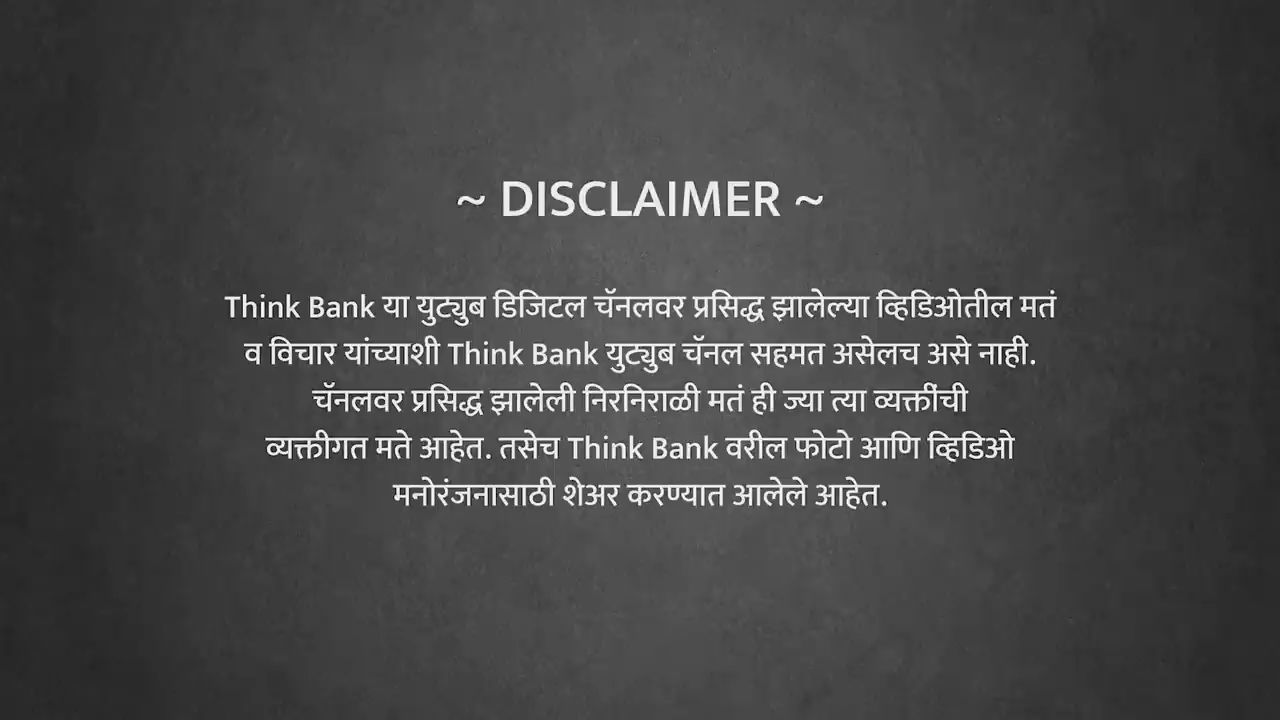 ~ DISCLAIMER ~
Think Bank या युट्युब डिजिटल चॅनलवर प्रसिद्ध झालेल्या व्हिडिओतील मतं
व विचार यांच्याशी Think Bank युट्युब चॅनल सहमत असेलच असे नाही.
चॅनलवर प्रसिद्ध झालेली निरनिराळी मतं ही ज्या त्या व्यक्तींची
व्यक्तीगत मते आहेत. तसेच Think Bank वरील फोटो आणि व्हिडिओ
मनोरंजनासाठी शेअर करण्यात आलेले आहेत.